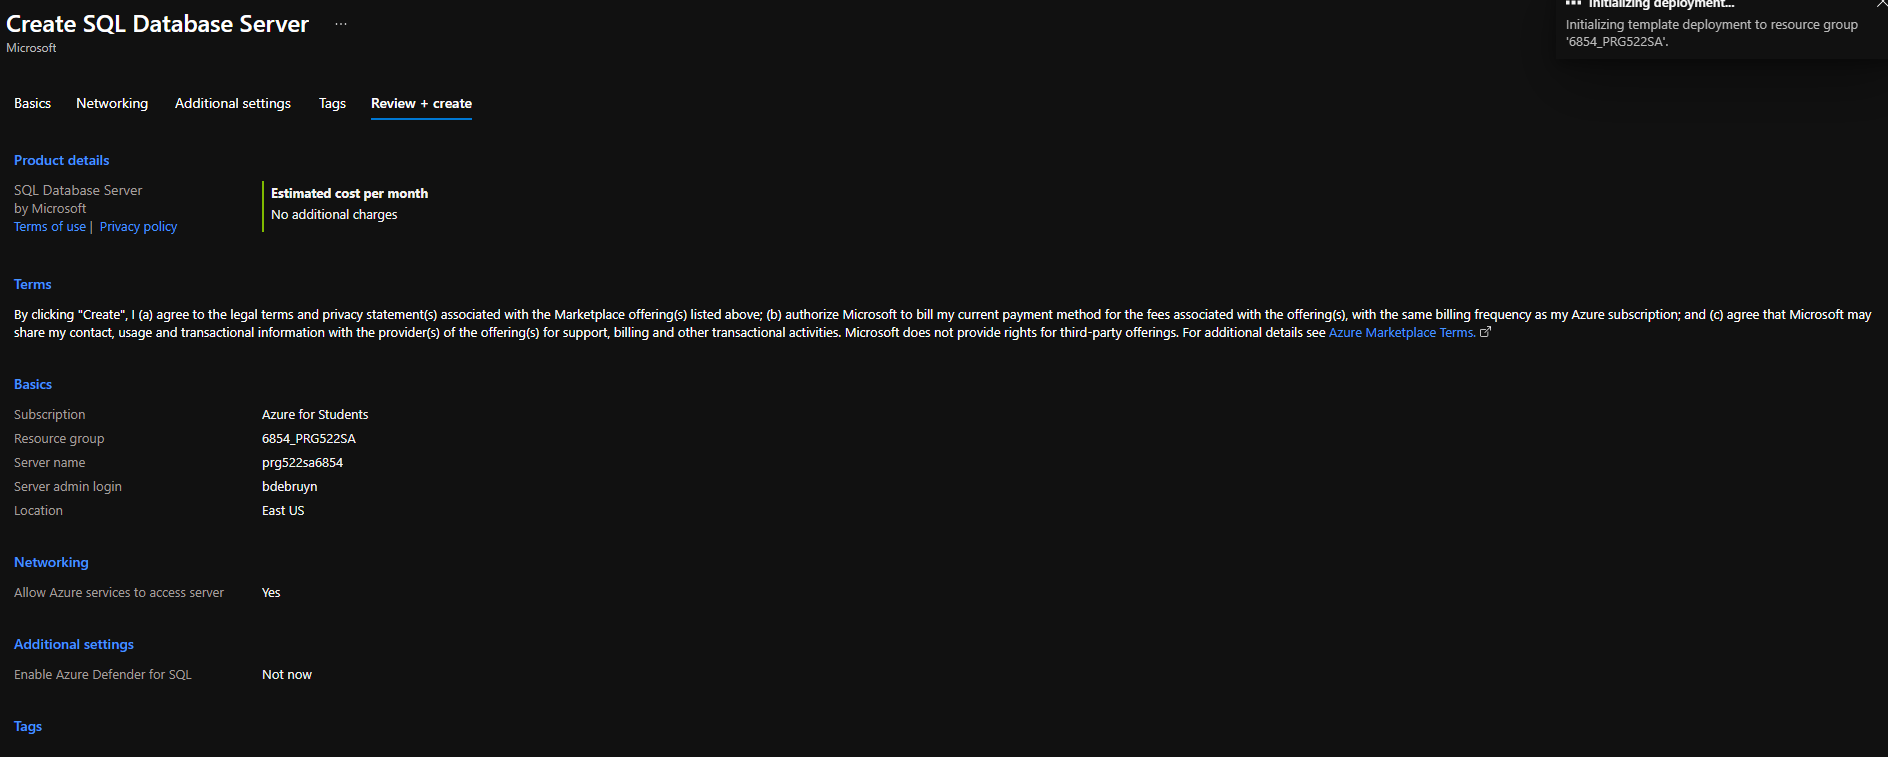 Create SQL Database Server ...
Microsoft
Initializing deployment...
Initializing template deployment to resource group
'6854_PRG522SA'.
Basics Networking Additional settings Tags Review + create
Product details
SQL Database Server
by Microsoft
Terms of use | Privacy policy
Estimated cost per month
No additional charges
Terms
By clicking "Create", I (a) agree to the legal terms and privacy statement(s) associated with the Marketplace offering(s) listed above; (b) authorize Microsoft to bill my current payment method for the fees associated with the offering(s), with the same billing frequency as my Azure subscription; and (c) agree that Microsoft may
share my contact, usage and transactional information with the provider(s) of the offering(s) for support, billing and other transactional activities. Microsoft does not provide rights for third-party offerings. For additional details see Azure Marketplace Terms.
Basics
Subscription Azure for Students
Resource group 6854_PRG522SA
Server name prg522sa6854
Server admin login bdebruyn
Location East US
Networking
Allow Azure services to access server Yes
Additional settings
Enable Azure Defender for SQL Not now
Tags